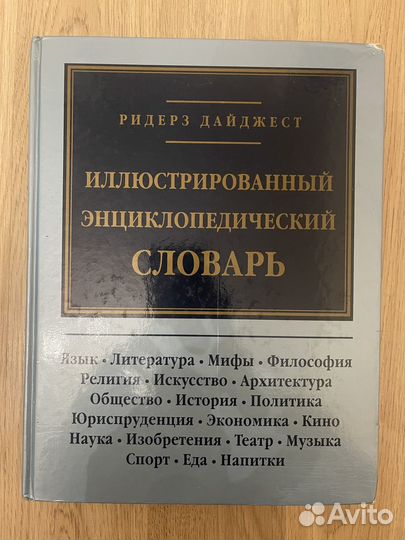 РИДЕРЗ ДАЙДЖЕСТ
ИЛЛЮСТРИРОВАННЫЙ
ЭНЦИКЛОПЕДИЧЕСКИЙ
СЛОВАРЬ
Язык • Литература • Мифы • Философия
Религия • Искусство • Архитектура
Общество • История • Политика
Юриспруденция • Экономика • Кино
Наука • Изобретения • Театр • Музыка
Спорт • Еда • Напитки
Avito